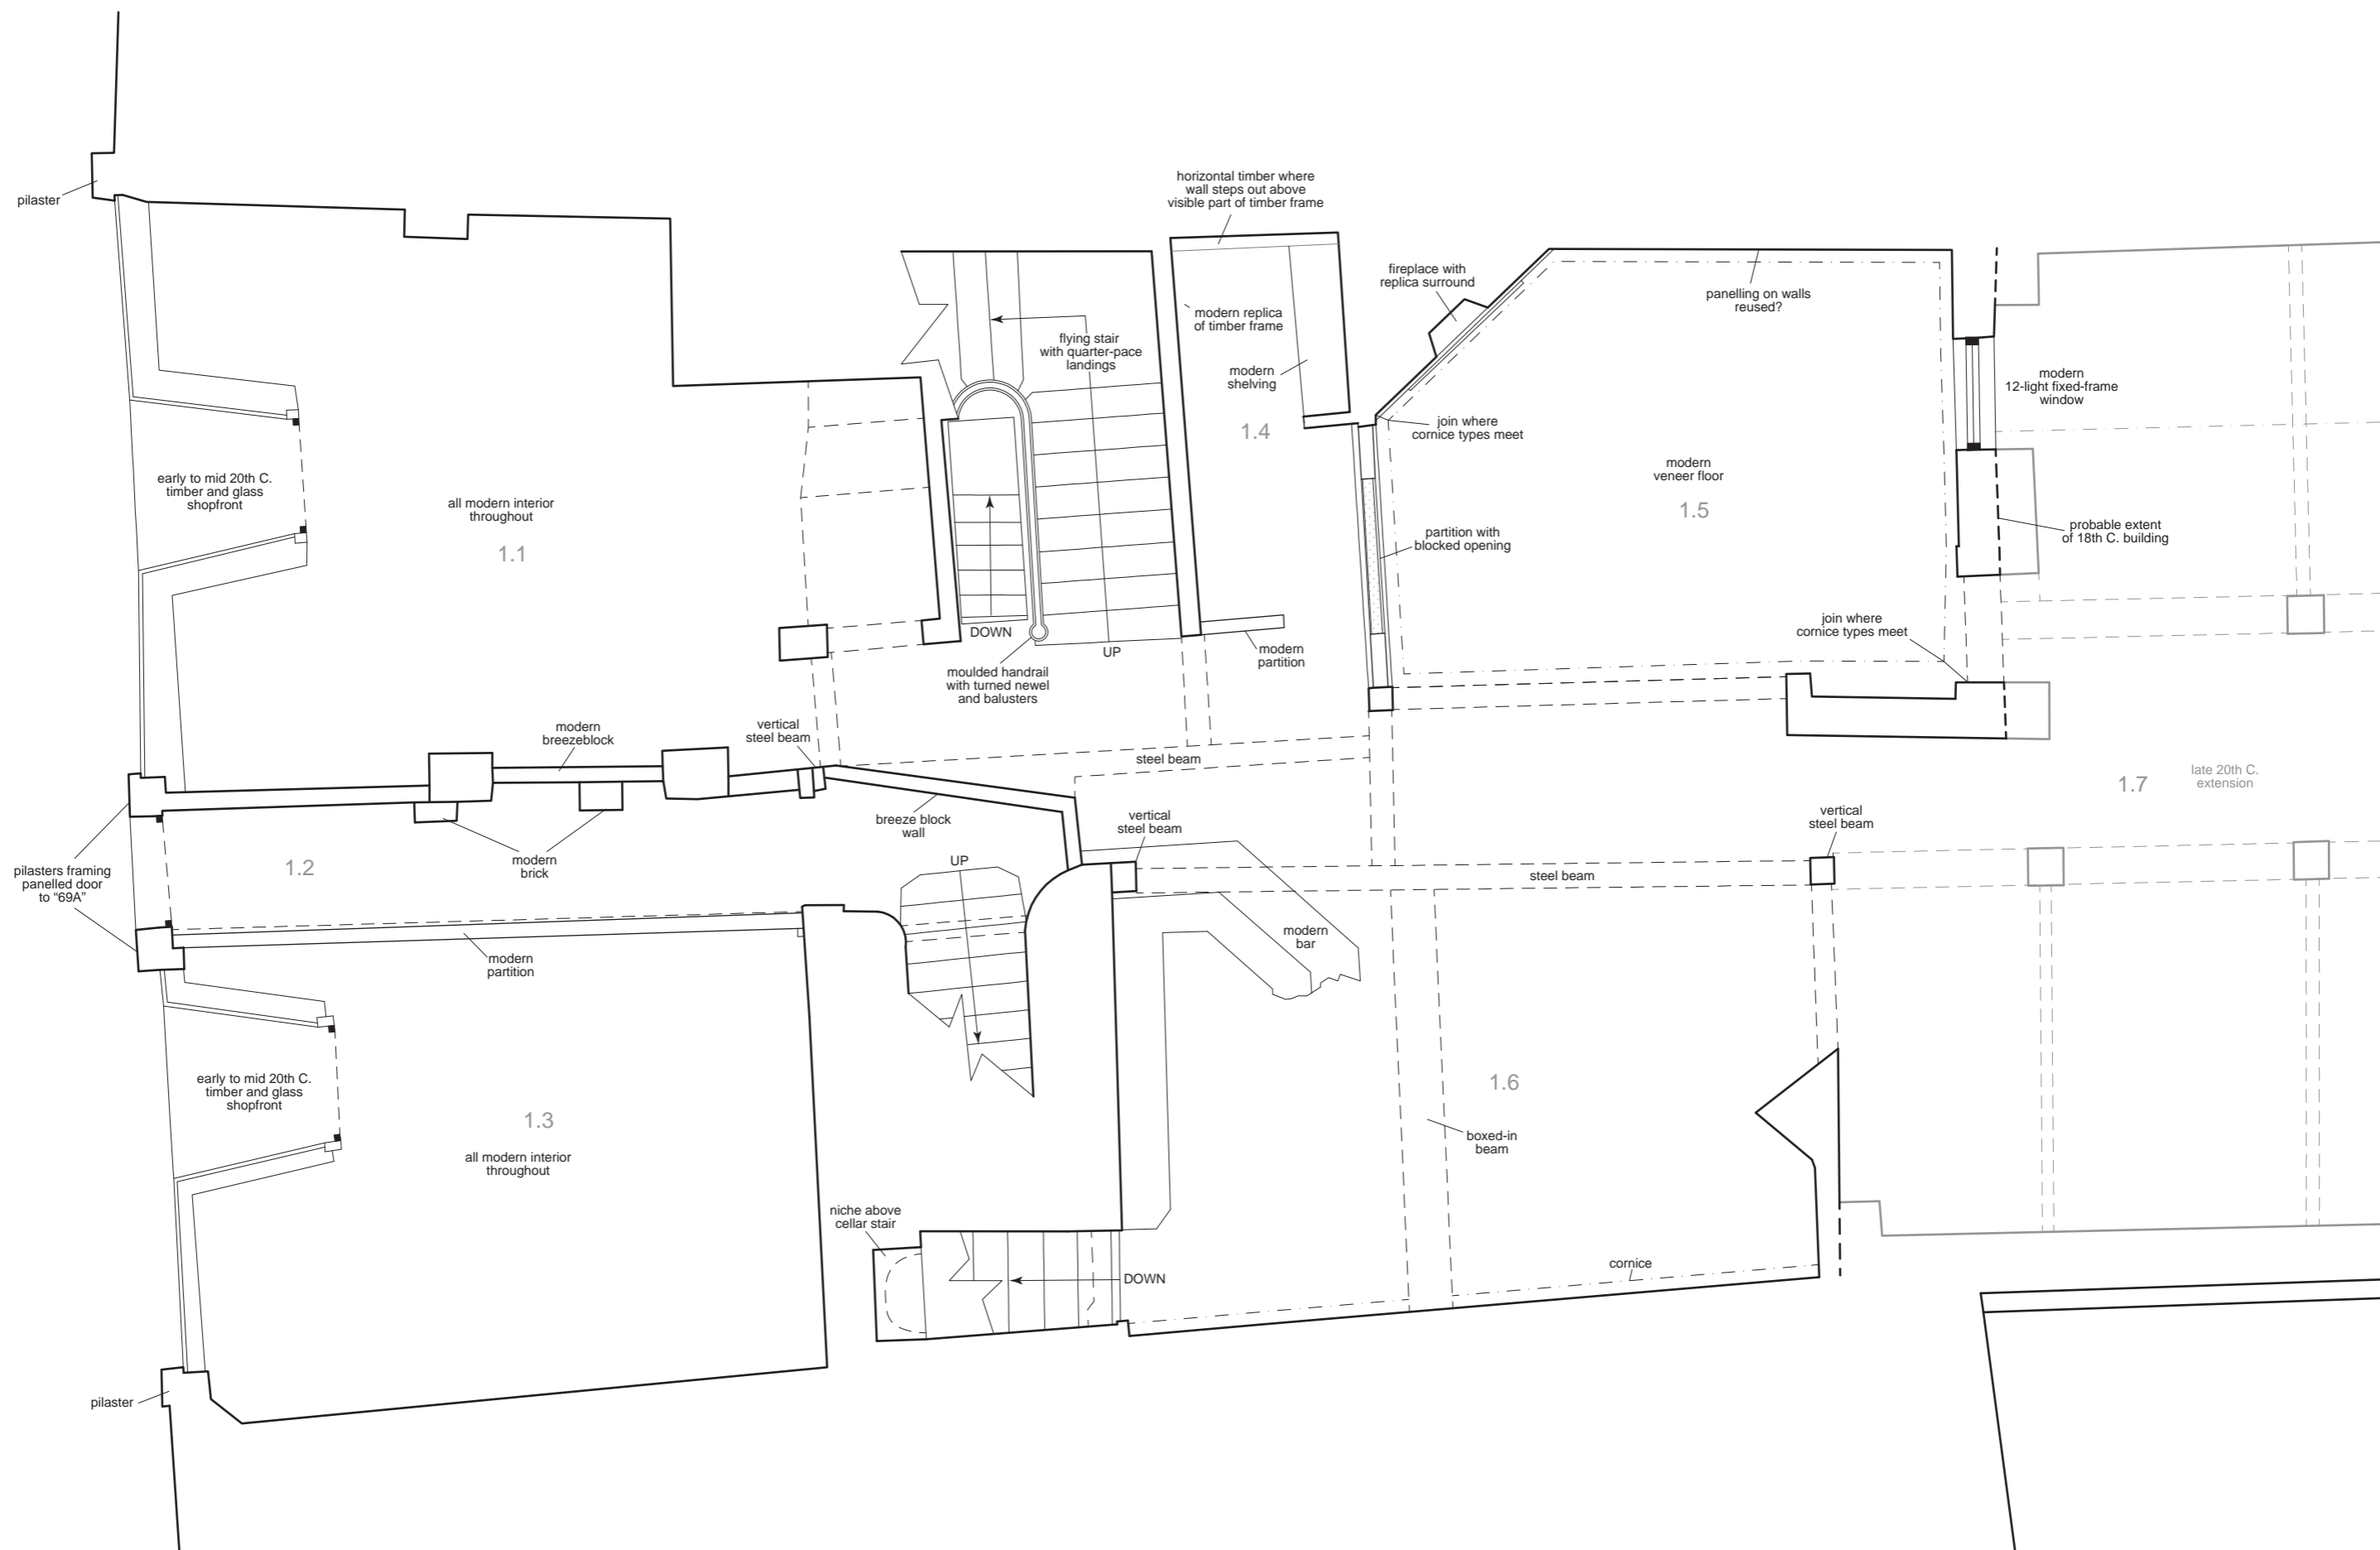 pilaster
horizontal timber where
wall steps out above
visible part of timber frame
fireplace with
replica surround
panelling on walls
reused?
modern replica
of timber frame
flying stair
with quarter-pace
landings
modern
shelving
modern
12-light fixed-frame
window
join where
cornice types meet
1.4
early to mid 20th C.
timber and glass
shopfront
all modern interior
throughout
1.1
modern
veneer floor
1.5
partition with
blocked opening
probable extent
of 18th C. building
DOWN
UP
modern
partition
join where
cornice types meet
moulded handrail
with turned newel
and balusters
modern
breezeblock
vertical
steel beam
steel beam
1.7
late 20th C.
extension
breeze block
wall
vertical
steel beam
vertical
steel beam
pilasters framing
panelled door
to “69A”
1.2
modern
brick
UP
steel beam
modern
partition
modern
bar
early to mid 20th C.
timber and glass
shopfront
1.3
all modern interior
throughout
1.6
boxed-in
beam
niche above
cellar stair
DOWN
cornice
pilaster